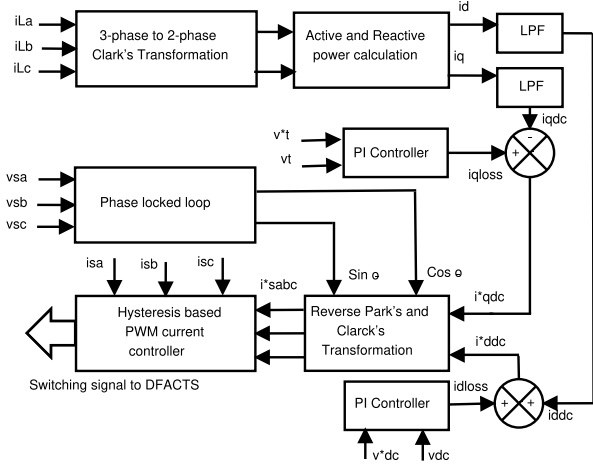 iLa
iLb
iLc
3-phase to 2-phase
Clark's Transformation
Active and Reactive
power calculation
id
iq
LPF
LPF
iqdc
v*t
vt
PI Controller
iqloss
-
+
vsa
vsb
vsc
Phase locked loop
Sin ɵ
Cos ɵ
isa
isb
isc
i*sabc
i*qdc
i*ddc
Hysteresis based
PWM current
controller
Reverse Park's and
Clarck's
Transformation
Switching signal to DFACTS
PI Controller
idloss
+
+
iddc
v*dc
vdc